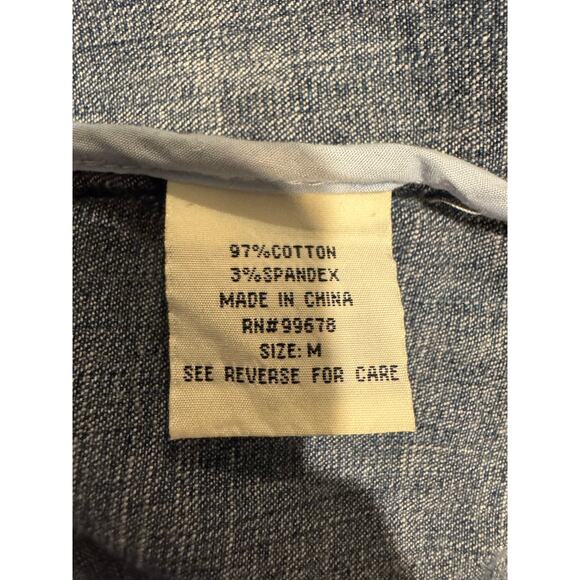 97%COTTON
3%SPANDEX
MADE IN CHINA
RN#99678
SIZE: M
SEE REVERSE FOR CARE